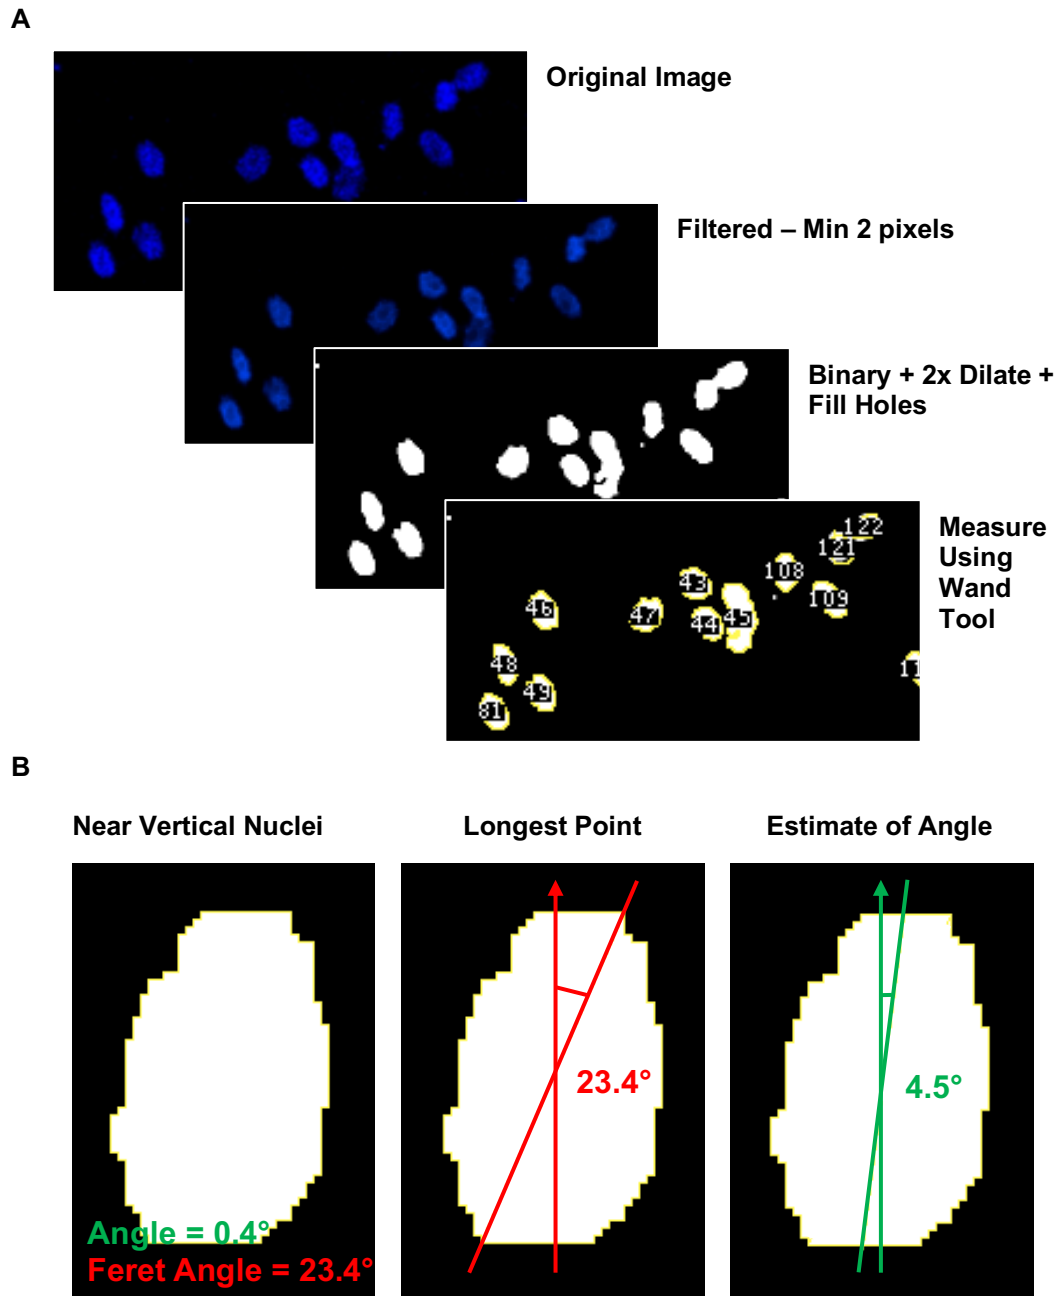 A
Original Image
Filtered – Min 2 pixels
Binary + 2x Dilate +
Fill Holes
Measure
Using
Wand
Tool
122
121
108
43
109
46
47
44
45
48
49
81
11
B
Near Vertical Nuclei
Longest Point
Estimate of Angle
23.4°
4.5°
Angle = 0.4°
Feret Angle = 23.4°